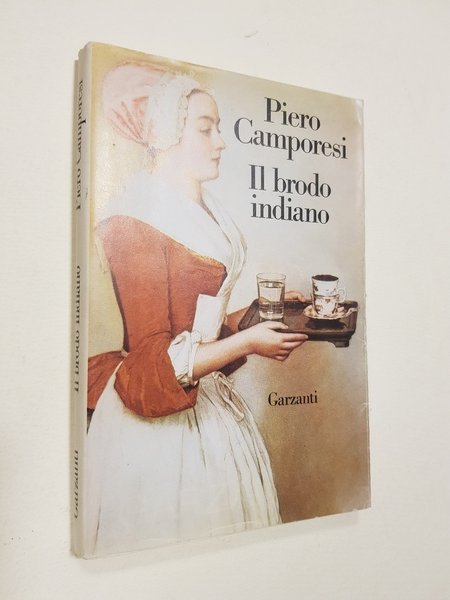 Piero
Camporesi
Il brodo
indiano
Garzanti
Piero Camporesi
Il brodo indiano
Garzanti